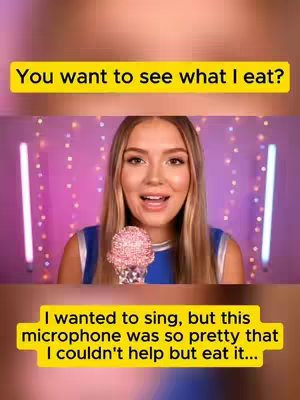 You want to see what I eat?
I wanted to sing, but this
microphone was so pretty that
I couldn't help but eat it...